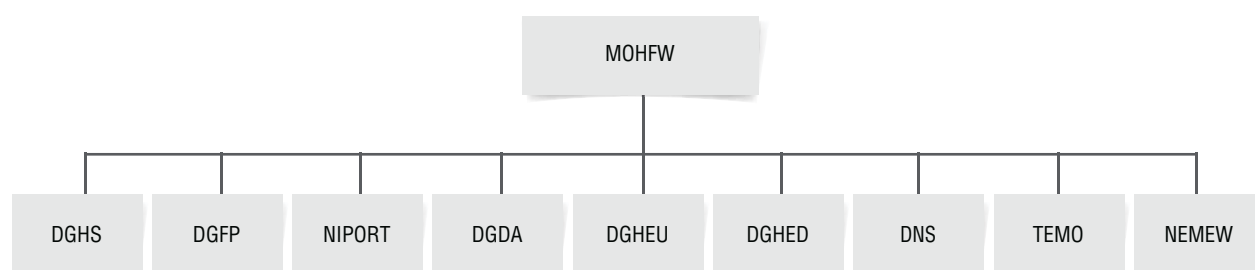 MOHFW
DGHS
DGFP
NIPORT
DGDA
DGHEU
DGHED
DNS
TEMO
NEMEW